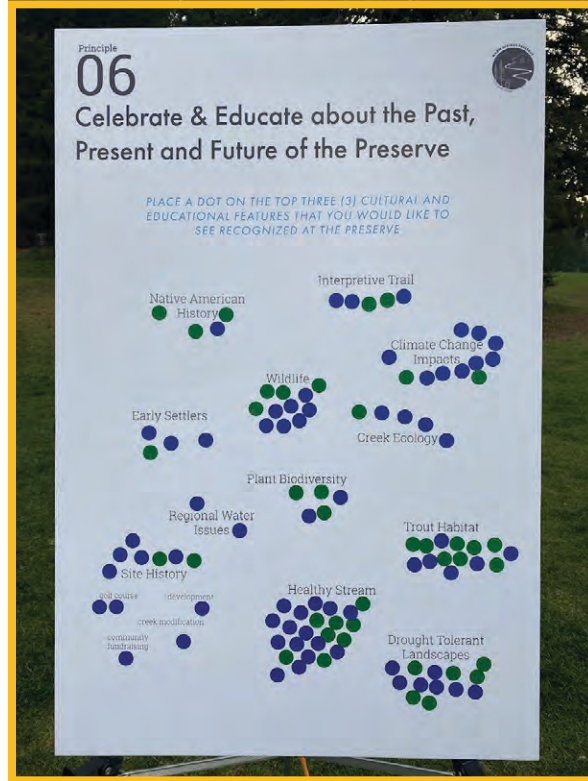 Principle
06
Celebrate & Educate about the Past,
Present and Future of the Preserve
PLACE A DOT ON THE TOP THREE (3) CULTURAL AND
EDUCATIONAL FEATURES THAT YOU WOULD LIKE TO
SEE RECOGNIZED AT THE PRESERVE
Interpretive Trail
Native American
History
Climate Change
Impacts
Wildlife
Early Settlers
Creek Ecology
Plant Biodiversity
Regional Water
Issues
Trout Habitat
Site History
golf course
development
creek modification
community
fundraising
Healthy Stream
Drought Tolerant
Landscapes